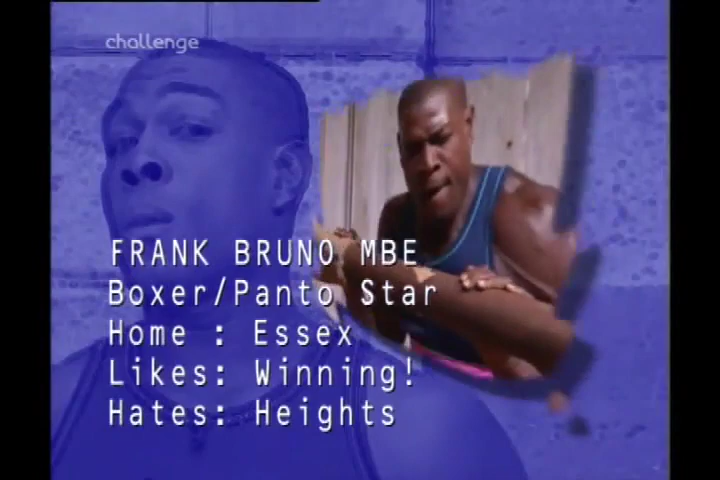 challenge
FRANK BRUNO MBE
Boxer/Panto Star
Home : Essex
Likes: Winning!
Hates: Heights